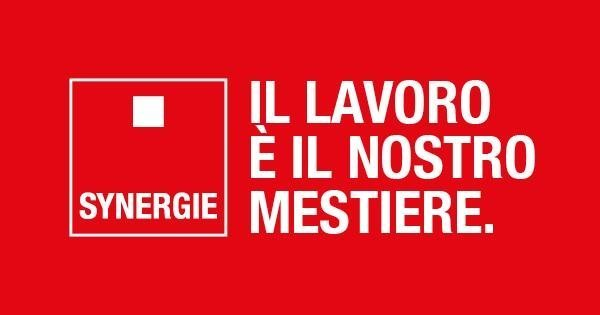 SYNERGIE
IL LAVORO
È IL NOSTRO
MESTIERE.